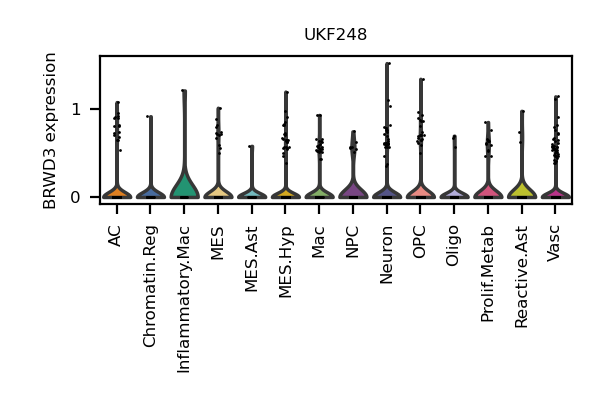 UKF248
BRWD3 expression
1
0
AC
Chromatin.Reg
Inflammatory.Mac
MES
MES.Ast
MES.Hyp
Mac
NPC
Neuron
OPC
Oligo
Prolif.Metab
Reactive.Ast
Vasc